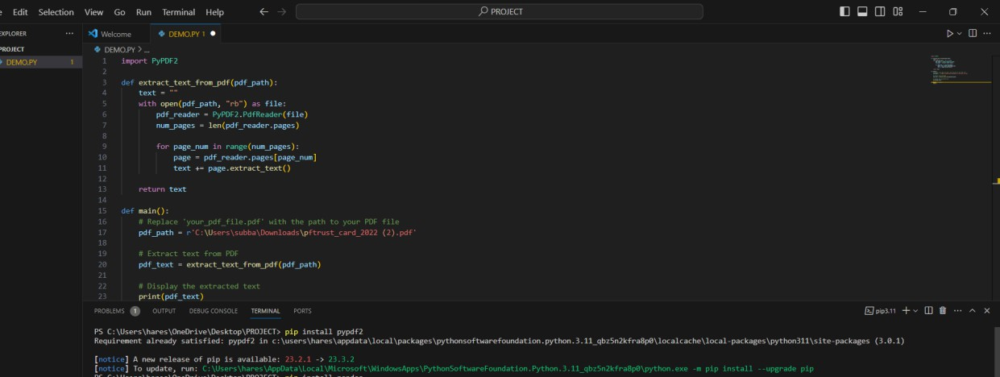 Edit Selection View Go Run Terminal Help PROJECT
EXPLORER ... Welcome DEMO.PY 1
PROJECT DEMO.PY > ...
DEMO.PY 1
1 import PyPDF2
2
3 def extract_text_from_pdf(pdf_path):
4 text = ""
5 with open(pdf_path, "rb") as file:
6 pdf_reader = PyPDF2.PdfReader(file)
7 num_pages = len(pdf_reader.pages)
8
9 for page_num in range(num_pages):
10 page = pdf_reader.pages[page_num]
11 text += page.extract_text()
12
13 return text
14
15 def main():
16 # Replace 'your_pdf_file.pdf' with the path to your PDF file
17 pdf_path = r'C:\Users\subba\Downloads\pftrust_card_2022 (2).pdf'
18
19 # Extract text from PDF
20 pdf_text = extract_text_from_pdf(pdf_path)
21
22 # Display the extracted text
23 print(pdf_text)
PROBLEMS 1 OUTPUT DEBUG CONSOLE TERMINAL PORTS pip3.11
PS C:\Users\hares\OneDrive\Desktop\PROJECT> pip install pypdf2
Requirement already satisfied: pypdf2 in c:\users\hares\appdata\local\packages\pythonsoftwarefoundation.python.3.11_qbz5n2kfra8p0\localcache\local-packages\python311\site-packages (3.0.1)
[notice] A new release of pip is available: 23.2.1 -> 23.3.2
[notice] To update, run: C:\Users\hares\AppData\Local\Microsoft\WindowsApps\PythonSoftwareFoundation.Python.3.11_qbz5n2kfra8p0\python.exe -m pip install --upgrade pip